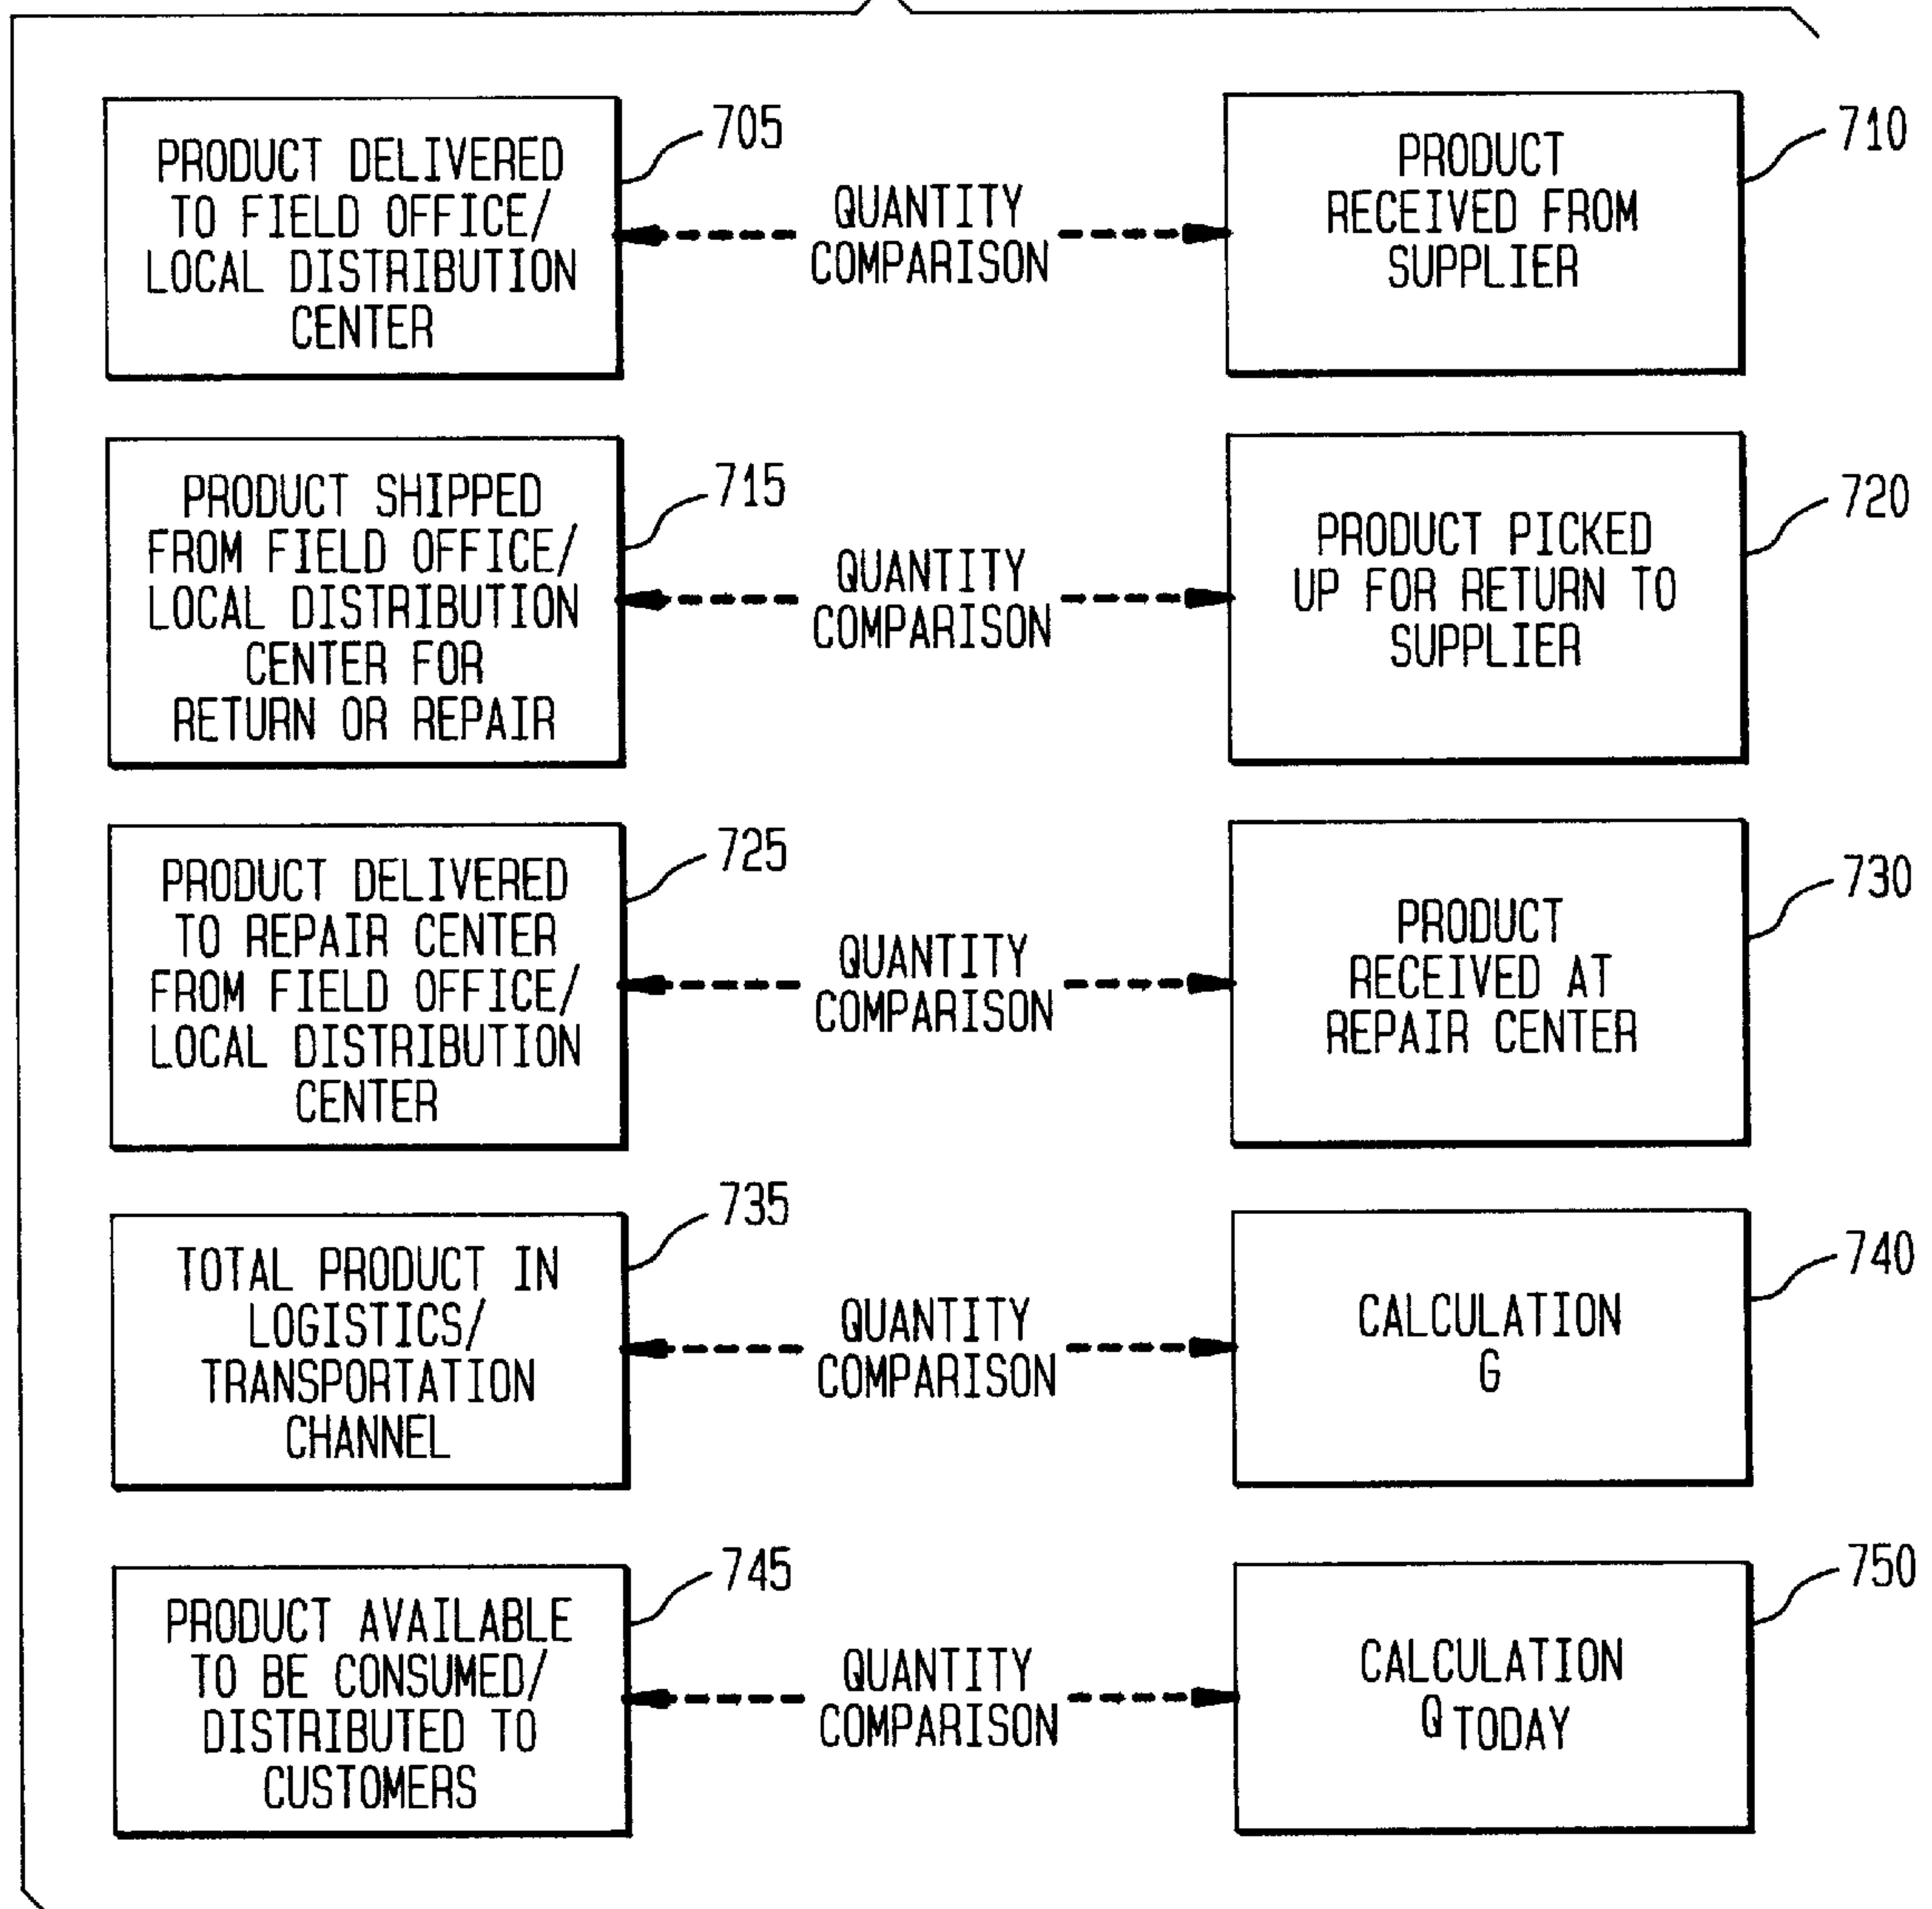 PRODUCT DELIVERED
TO FIELD OFFICE/
LOCAL DISTRIBUTION
CENTER
705
QUANTITY
COMPARISON
PRODUCT
RECEIVED FROM
SUPPLIER
710
PRODUCT SHIPPED
FROM FIELD OFFICE/
LOCAL DISTRIBUTION
CENTER FOR
RETURN OR REPAIR
715
QUANTITY
COMPARISON
PRODUCT PICKED
UP FOR RETURN TO
SUPPLIER
720
PRODUCT DELIVERED
TO REPAIR CENTER
FROM FIELD OFFICE/
LOCAL DISTRIBUTION
CENTER
725
QUANTITY
COMPARISON
PRODUCT
RECEIVED AT
REPAIR CENTER
730
TOTAL PRODUCT IN
LOGISTICS/
TRANSPORTATION
CHANNEL
735
QUANTITY
COMPARISON
CALCULATION
G
740
PRODUCT AVAILABLE
TO BE CONSUMED/
DISTRIBUTED TO
CUSTOMERS
745
QUANTITY
COMPARISON
CALCULATION
Q TODAY
750